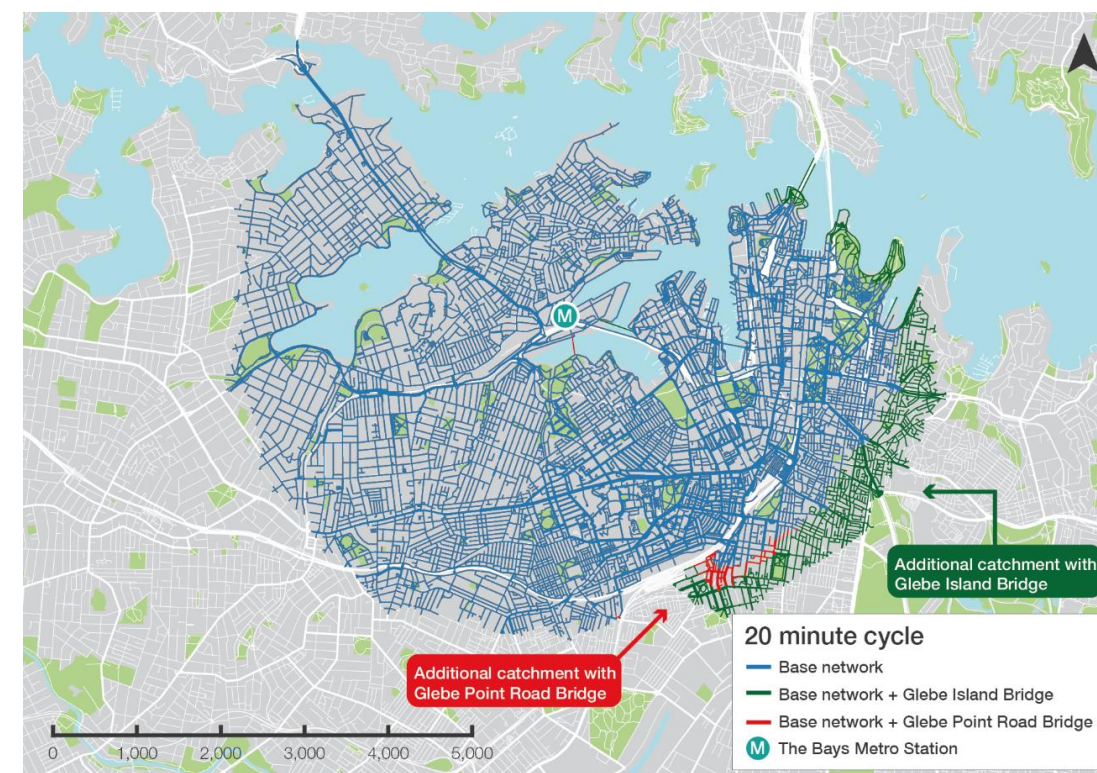 M
Additional catchment with
Glebe Island Bridge
Additional catchment with
Glebe Point Road Bridge
0 1,000 2,000 3,000 4,000 5,000
20 minute cycle
Base network
Base network + Glebe Island Bridge
Base network + Glebe Point Road Bridge
M The Bays Metro Station